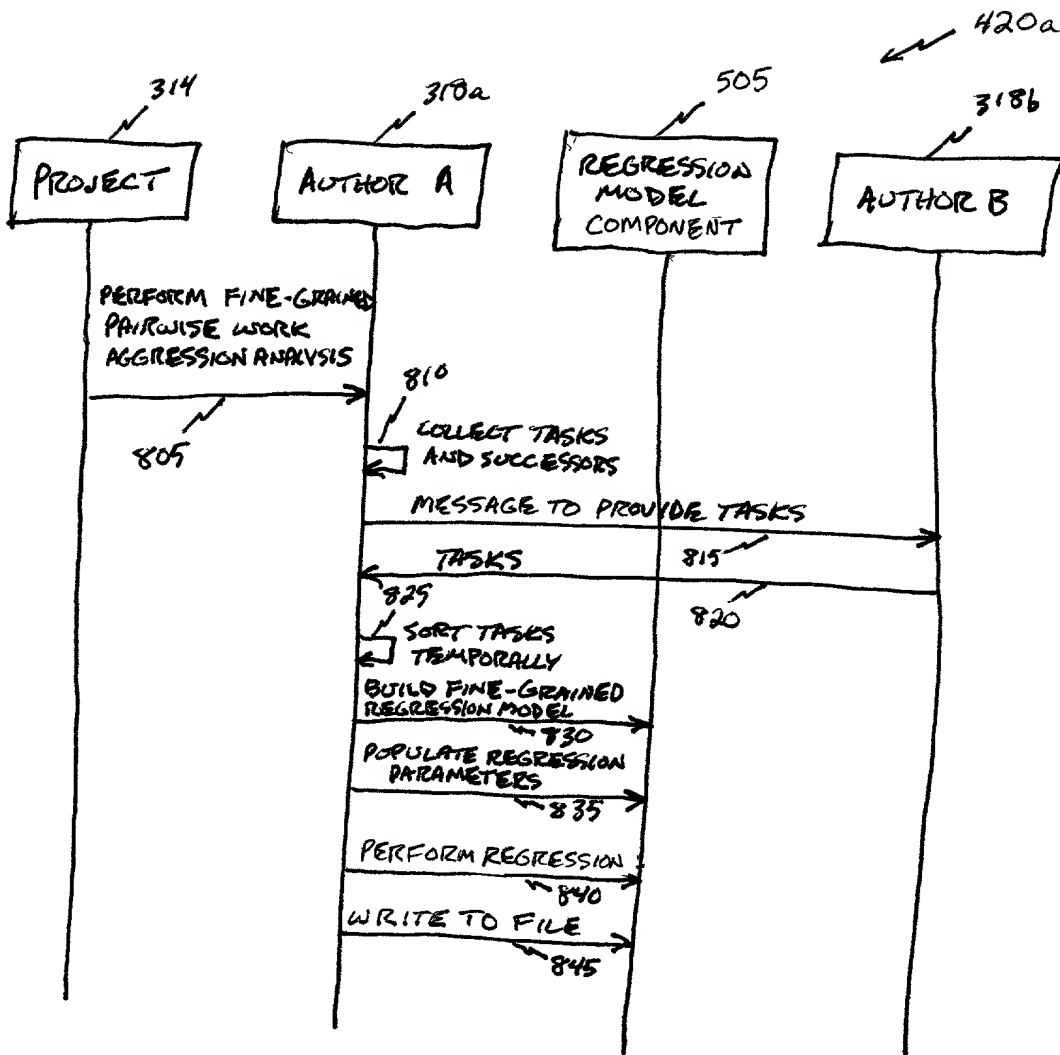 420a
314
318a
505
318b
PROJECT
AUTHOR A
REGRESSION
MODEL
COMPONENT
AUTHOR B
PERFORM FINE-GRAINED
PAIRWISE WORK
AGGRESSION ANALYSIS
805
810
COLLECT TASKS
AND SUCCESSORS
MESSAGE TO PROVIDE TASKS
815
TASKS
820
825
SORT TASKS
TEMPORALLY
BUILD FINE-GRAINED
REGRESSION MODEL
830
POPULATE REGRESSION
PARAMETERS
835
PERFORM REGRESSION
840
WRITE TO FILE
845